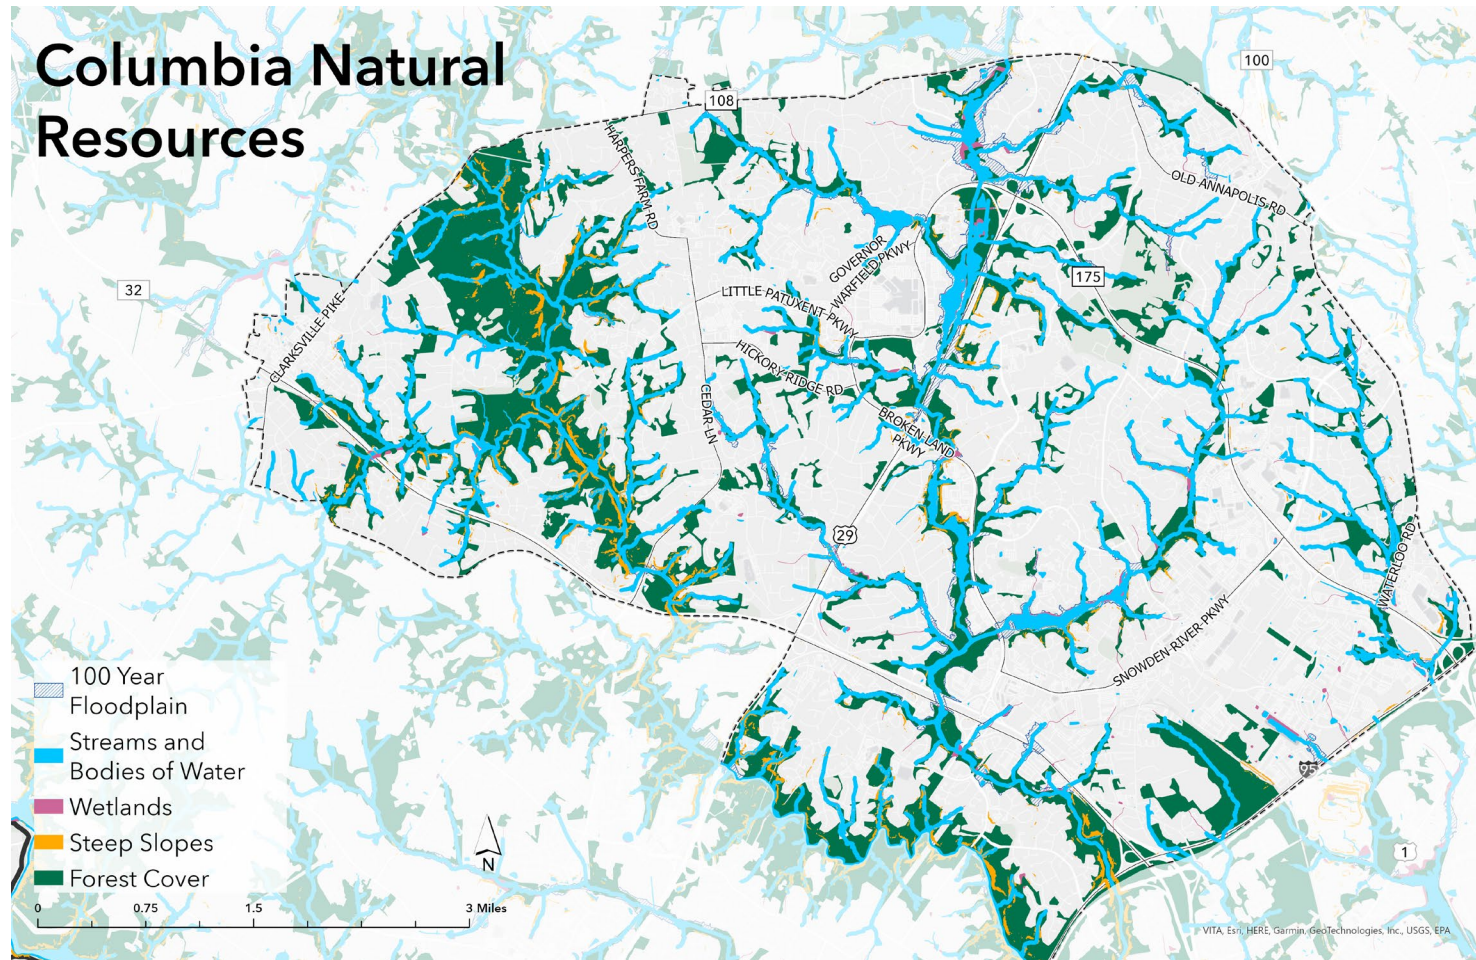 Columbia Natural
Resources
100
108
HARPERS FARM RD
OLD ANNAPOLIS RD
GOVERNOR
WARFIELD PKWY
175
32
LITTLE PATUXENT PKWY
CLARKSVILLE PIKE
HICKORY RIDGE RD
CEDAR LN
BROKEN LAND
PKWY
29
WATERLOO RD
SNOWDEN RIVER PKWY
100 Year
Floodplain
Streams and
Bodies of Water
Wetlands
Steep Slopes
Forest Cover
95
1
N
0 0.75 1.5 3 Miles
VITA, Esri, HERE, Garmin, GeoTechnologies, Inc., USGS, EPA